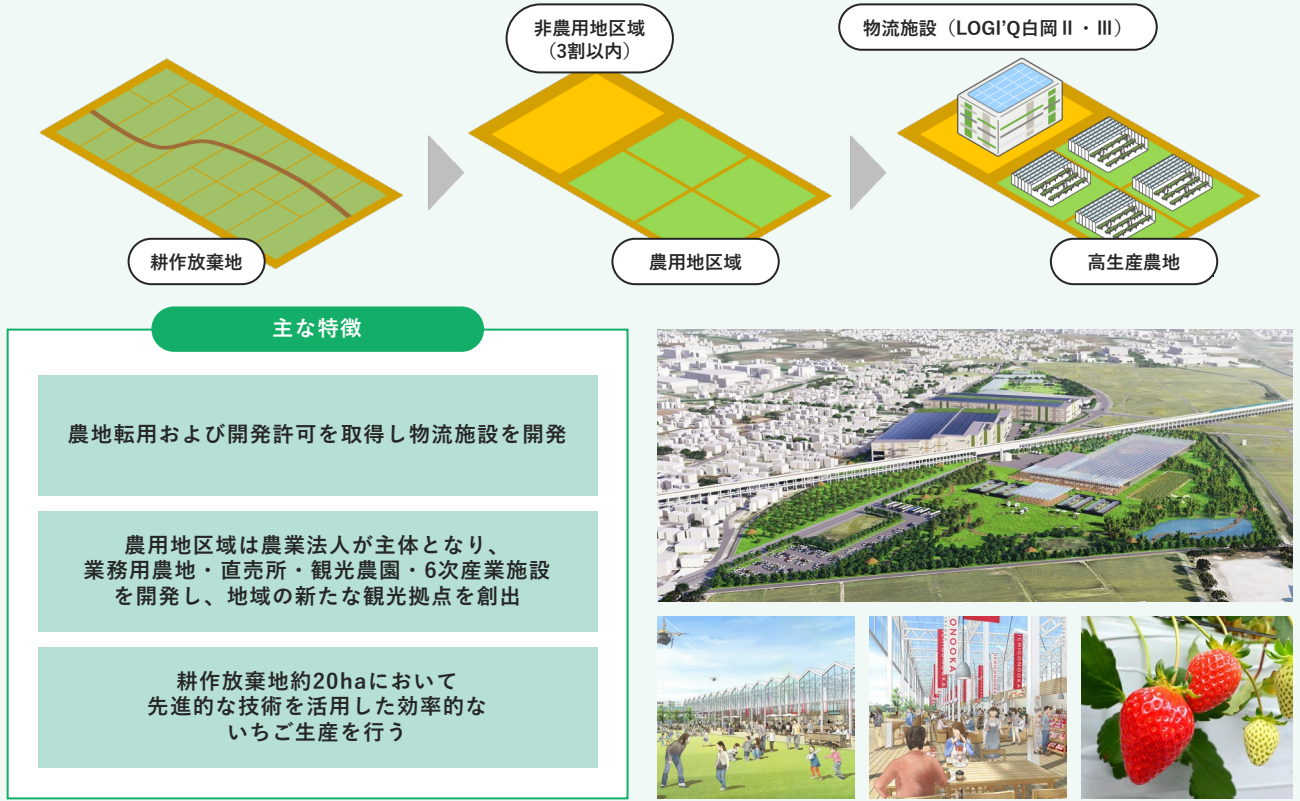 非農用地区域
（3割以内）
物流施設（LOGI'Q白岡Ⅱ・Ⅲ）
耕作放棄地
農用地区域
高生産農地
主な特徴
農地転用および開発許可を取得し物流施設を開発
農用地区域は農業法人が主体となり、
業務用農地・直売所・観光農園・6次産業施設
を開発し、地域の新たな観光拠点を創出
耕作放棄地約20haにおいて
先進的な技術を活用した効率的な
いちご生産を行う
ONOOKA
ICHIGONOOKA